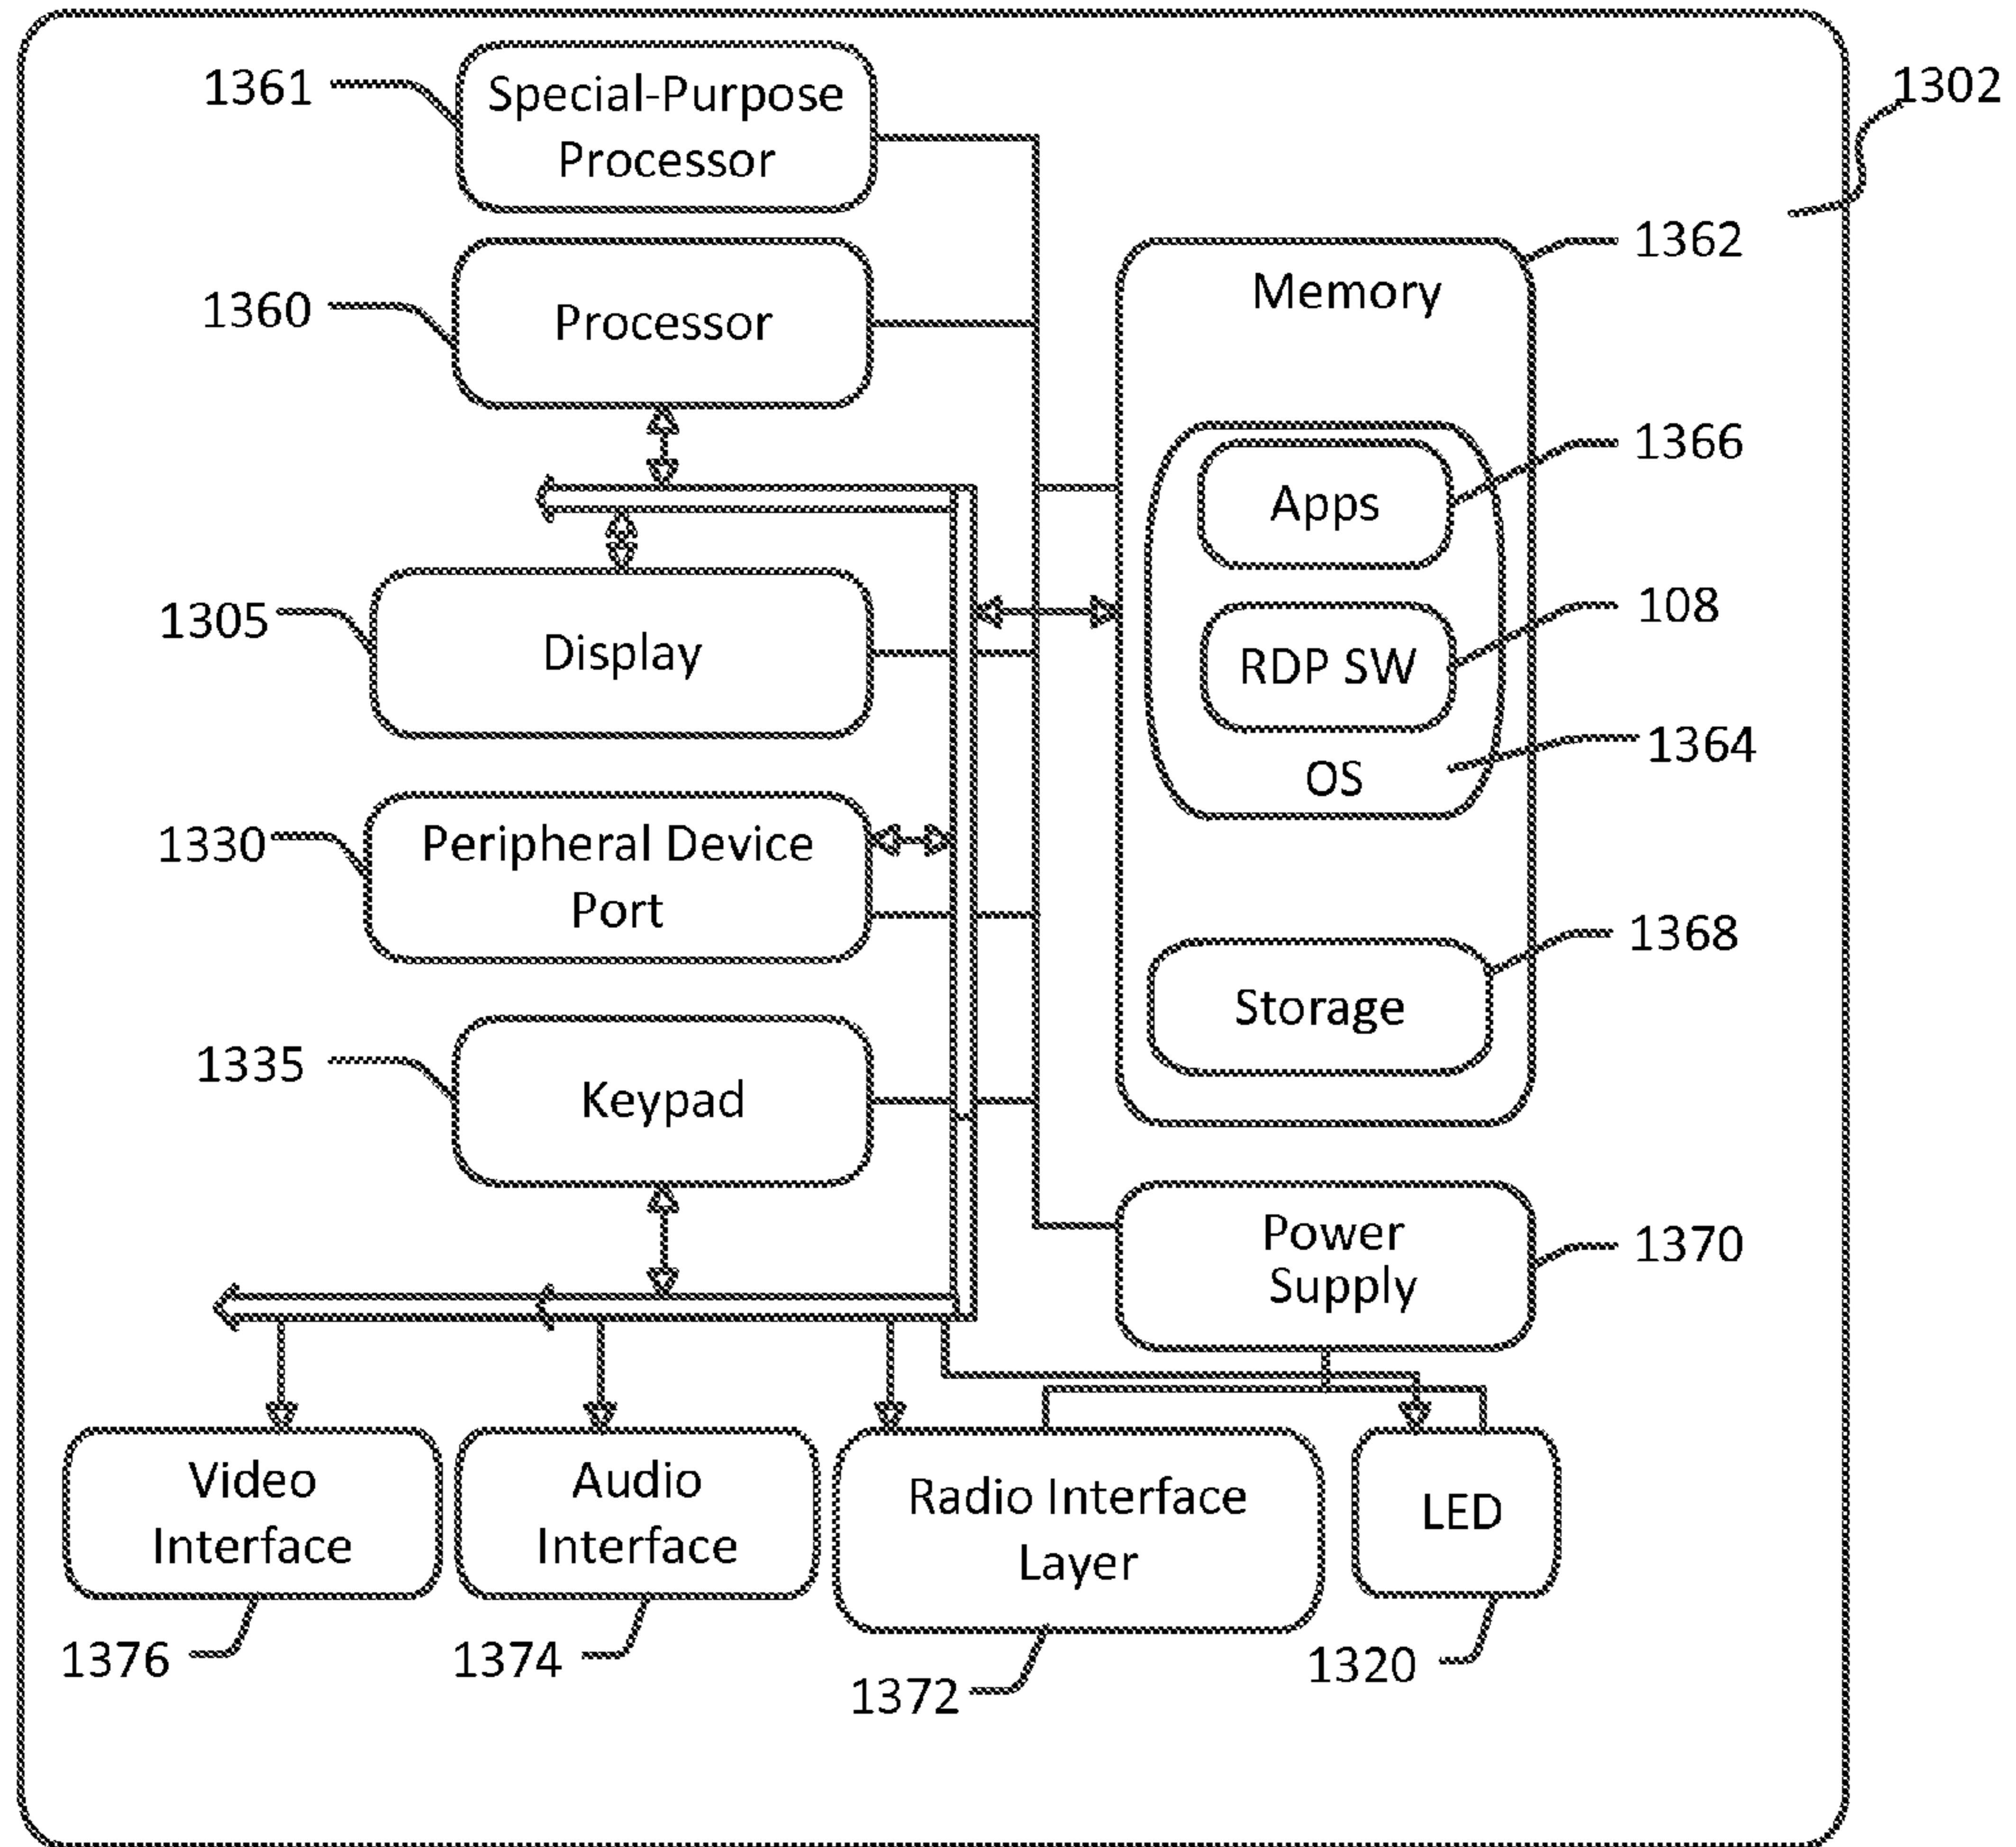 1361
Special-Purpose
Processor
1302
1362
Memory
1360
Processor
1366
Apps
1305
Display
108
RDP SW
1364
OS
1330
Peripheral Device
Port
1368
Storage
1335
Keypad
Power
Supply
1370
Video
Interface
Audio
Interface
Radio Interface
Layer
LED
1376
1374
1372
1320